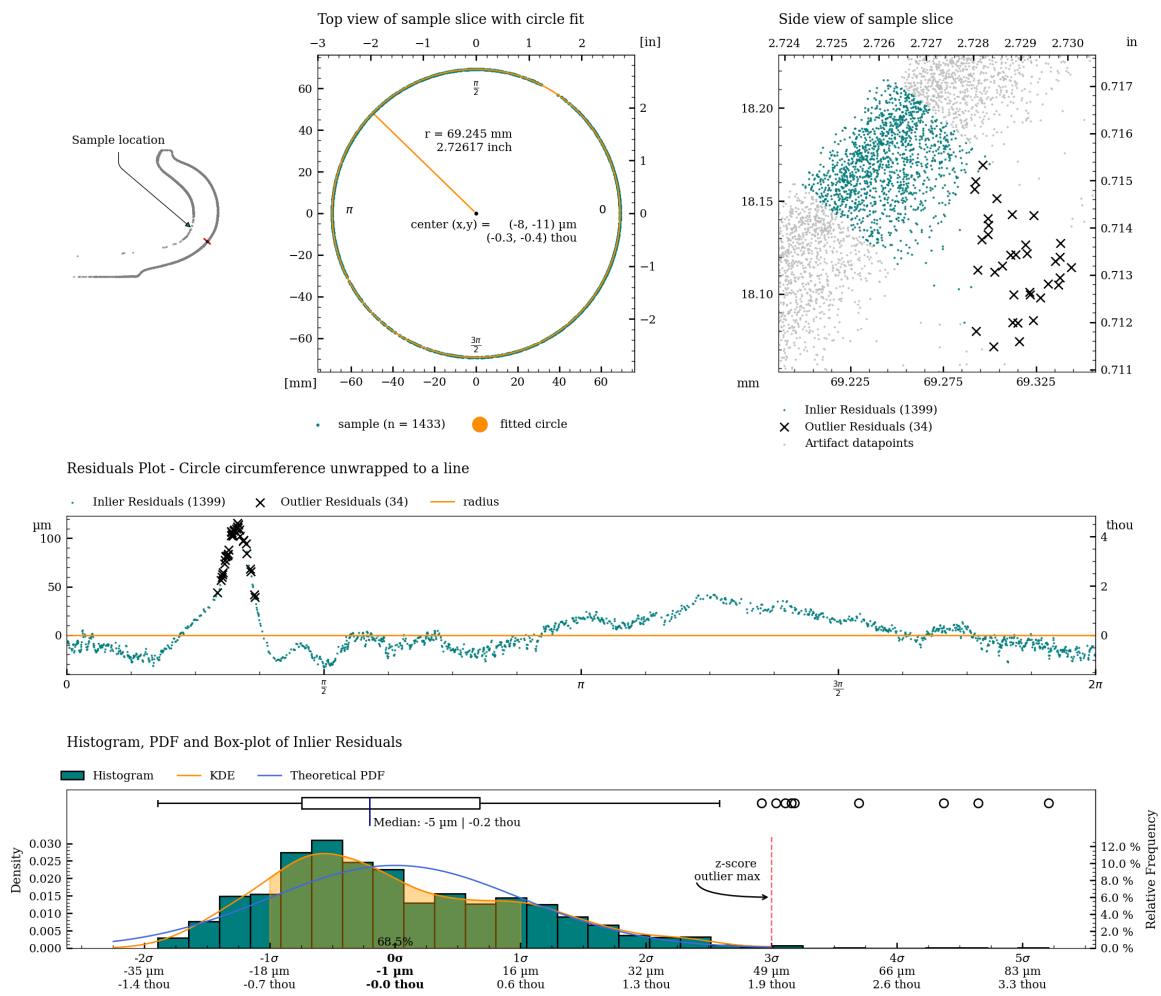 Top view of sample slice with circle fit
−3 −2 −1 0 1 2 [in]
Sample location
π/2
r = 69.245 mm
2.72617 inch
π
0
center (x,y) = (-8, -11) µm
(-0.3, -0.4) thou
3π/2
60
40
20
0
−20
−40
−60
2
1
0
−1
−2
[mm] −60 −40 −20 0 20 40 60
sample (n = 1433) fitted circle
Side view of sample slice
2.724 2.725 2.726 2.727 2.728 2.729 2.730 in
18.20
18.15
18.10
0.717
0.716
0.715
0.714
0.713
0.712
0.711
mm 69.225 69.275 69.325
Inlier Residuals (1399)
Outlier Residuals (34)
Artifact datapoints
Residuals Plot - Circle circumference unwrapped to a line
Inlier Residuals (1399) Outlier Residuals (34) radius
µm thou
100 4
50 2
0 0
0 π/2 π 3π/2 2π
Histogram, PDF and Box-plot of Inlier Residuals
Histogram KDE Theoretical PDF
Median: -5 µm | -0.2 thou
Density
0.030
0.025
0.020
0.015
0.010
0.005
0.000
z-score
outlier max
68.5%
12.0 %
10.0 %
8.0 %
6.0 %
4.0 %
2.0 %
0.0 %
Relative Frequency
-2σ -1σ 0σ 1σ 2σ 3σ 4σ 5σ
-35 µm -18 µm -1 µm 16 µm 32 µm 49 µm 66 µm 83 µm
-1.4 thou -0.7 thou -0.0 thou 0.6 thou 1.3 thou 1.9 thou 2.6 thou 3.3 thou